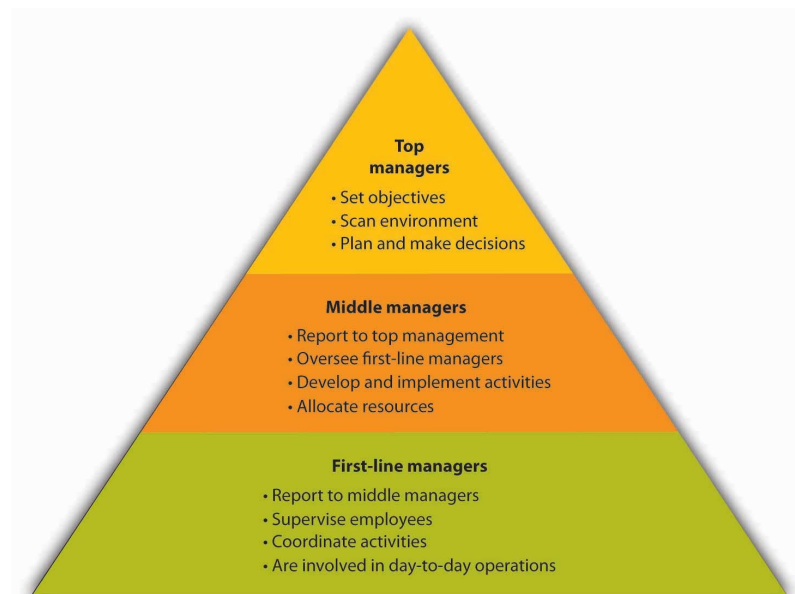 Top
managers
• Set objectives
• Scan environment
• Plan and make decisions
Middle managers
• Report to top management
• Oversee first-line managers
• Develop and implement activities
• Allocate resources
First-line managers
• Report to middle managers
• Supervise employees
• Coordinate activities
• Are involved in day-to-day operations